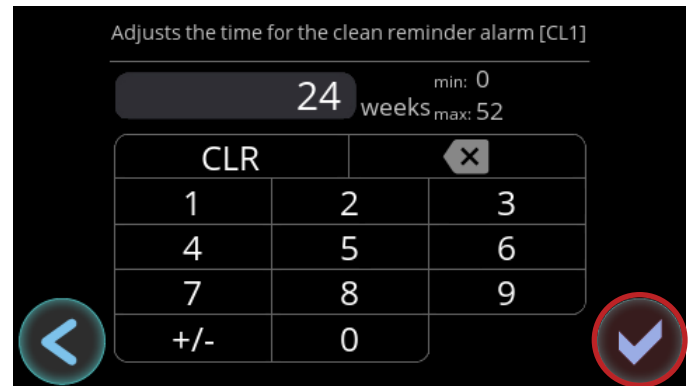 Adjusts the time for the clean reminder alarm [CL1]
24 weeks min: 0
max: 52
CLR
1 2 3
4 5 6
7 8 9
+/- 0